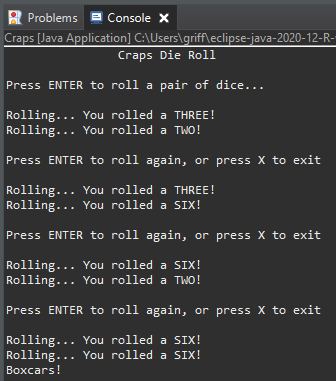 Problems Console
Craps [Java Application] C:\Users\griff\eclipse-java-2020-12-R-
Craps Die Roll
Press ENTER to roll a pair of dice...
Rolling... You rolled a THREE!
Rolling... You rolled a TWO!
Press ENTER to roll again, or press X to exit
Rolling... You rolled a THREE!
Rolling... You rolled a SIX!
Press ENTER to roll again, or press X to exit
Rolling... You rolled a SIX!
Rolling... You rolled a TWO!
Press ENTER to roll again, or press X to exit
Rolling... You rolled a SIX!
Rolling... You rolled a SIX!
Boxcars!